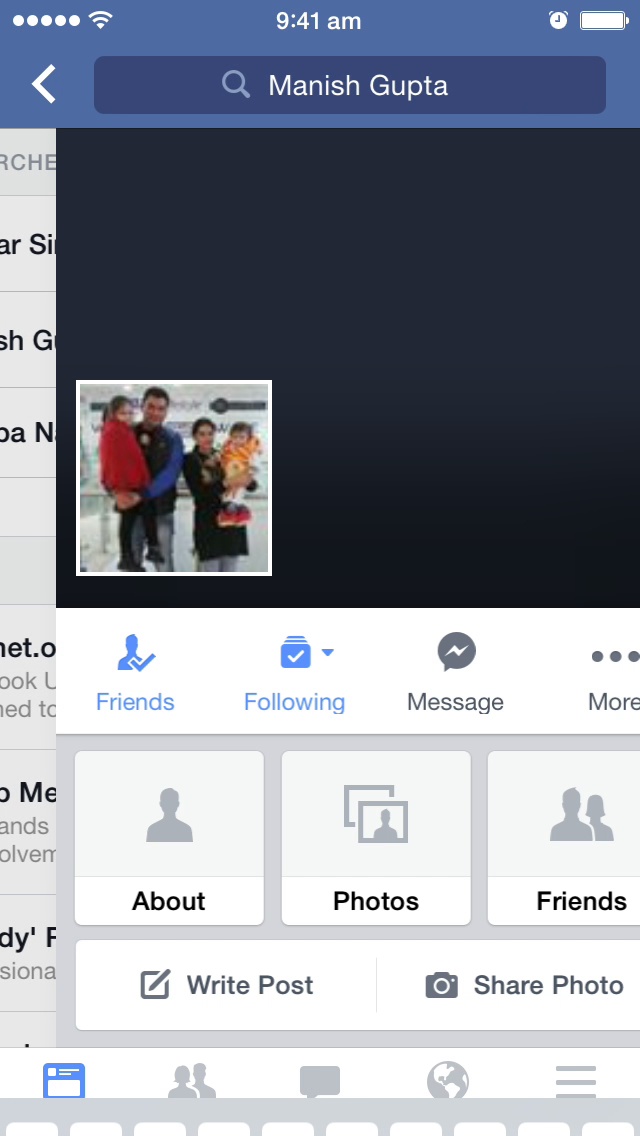 9:41 am
Manish Gupta
RCHE
ar Si
sh G
pa N
net.o
ook U
ned to
p Me
ands
olvem
dy' F
siona
Friends
Following
Message
More
About
Photos
Friends
Write Post
Share Photo